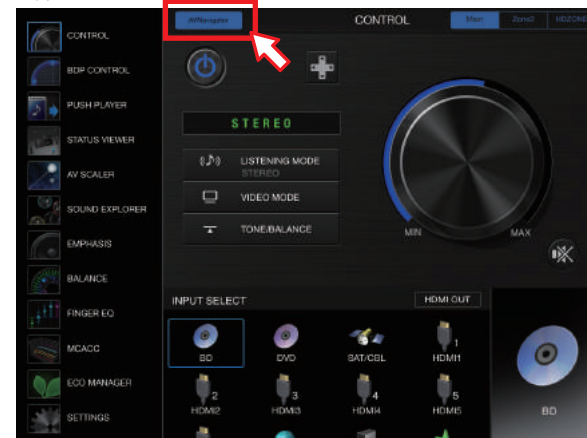 AVNavigator
CONTROL
Main
Zone2
HDZONE
CONTROL
BDP CONTROL
PUSH PLAYER
STATUS VIEWER
AV SCALER
SOUND EXPLORER
EMPHASIS
BALANCE
FINGER EQ
MCACC
ECO MANAGER
SETTINGS
STEREO
LISTENING MODE
STEREO
VIDEO MODE
TONE/BALANCE
MIN
MAX
INPUT SELECT
HDMI OUT
BD
DVD
SAT/CBL
1
HDMI1
2
HDMI2
3
HDMI3
4
HDMI4
5
HDMI5
BD